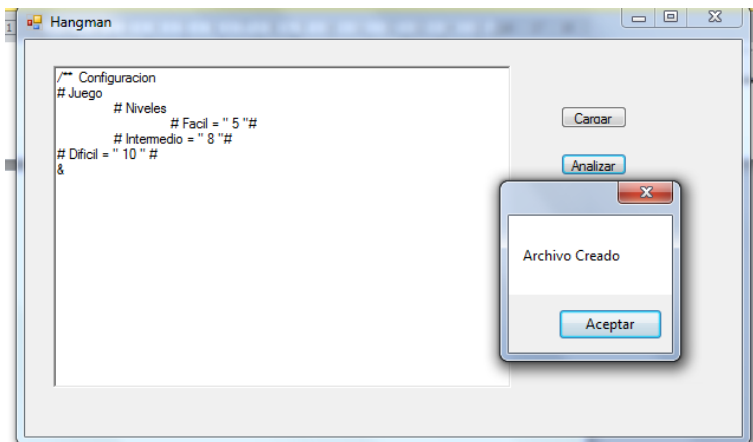 Hangman
/** Configuracion
# Juego
# Niveles
# Facil = " 5 "#
# Intermedio = " 8 "#
# Dificil = " 10 " #
&
Cargar
Analizar
Archivo Creado
Aceptar